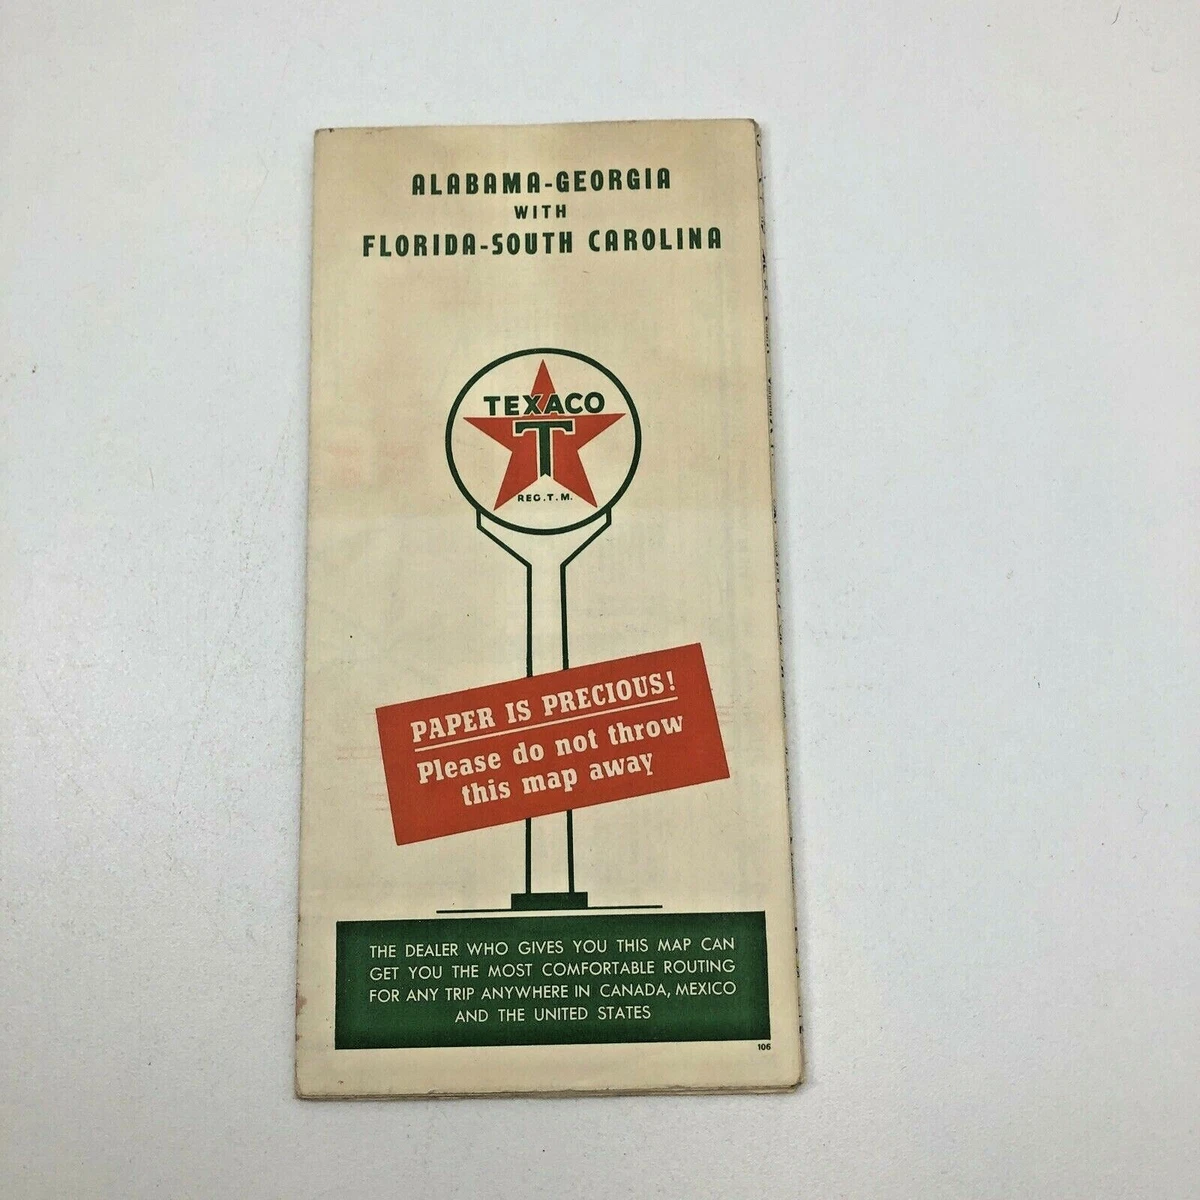 ALABAMA-GEORGIA
WITH
FLORIDA-SOUTH CAROLINA
TEXACO
T
REG.T.M.
PAPER IS PRECIOUS!
Please do not throw
this map away
THE DEALER WHO GIVES YOU THIS MAP CAN
GET YOU THE MOST COMFORTABLE ROUTING
FOR ANY TRIP ANYWHERE IN CANADA, MEXICO
AND THE UNITED STATES
106